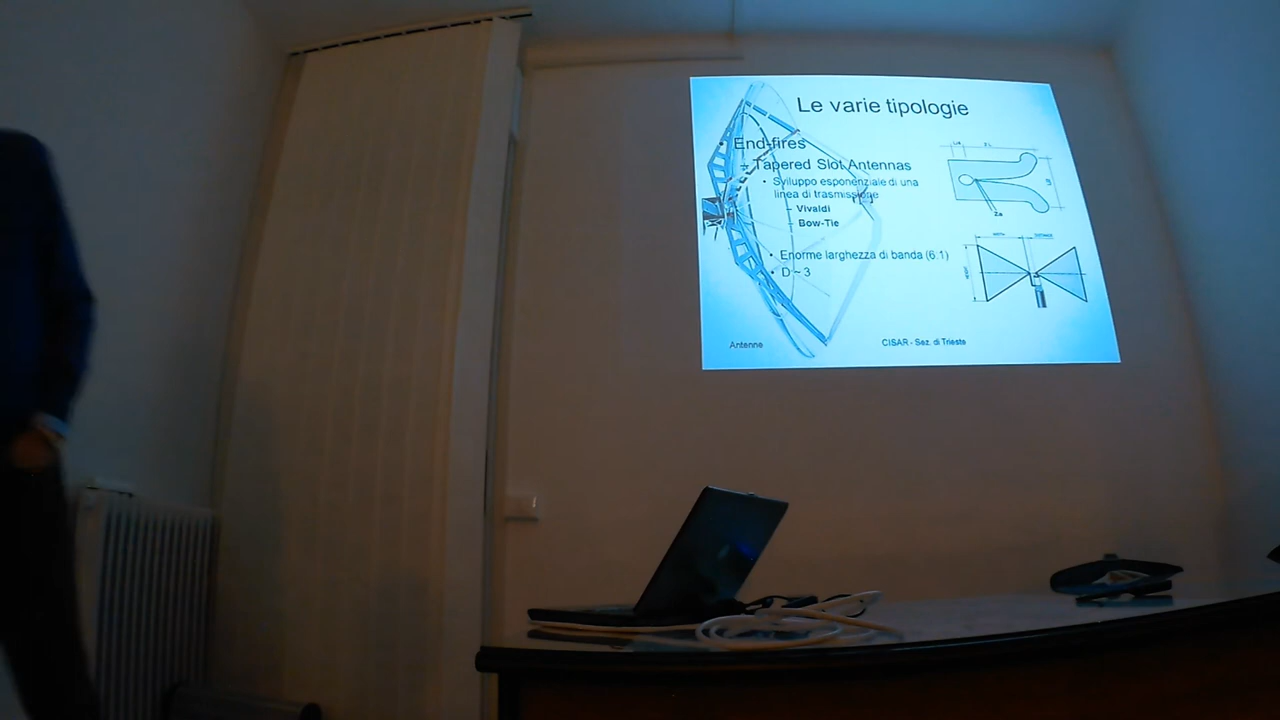 Le varie tipologie
• End-fires
– Tapered Slot Antennas
• Sviluppo esponenziale di una
linea di trasmissione
– Vivaldi
– Bow-Tie
• Enorme larghezza di banda (6:1)
• D ~ 3
Antenne
CISAR - Sez. di Trieste